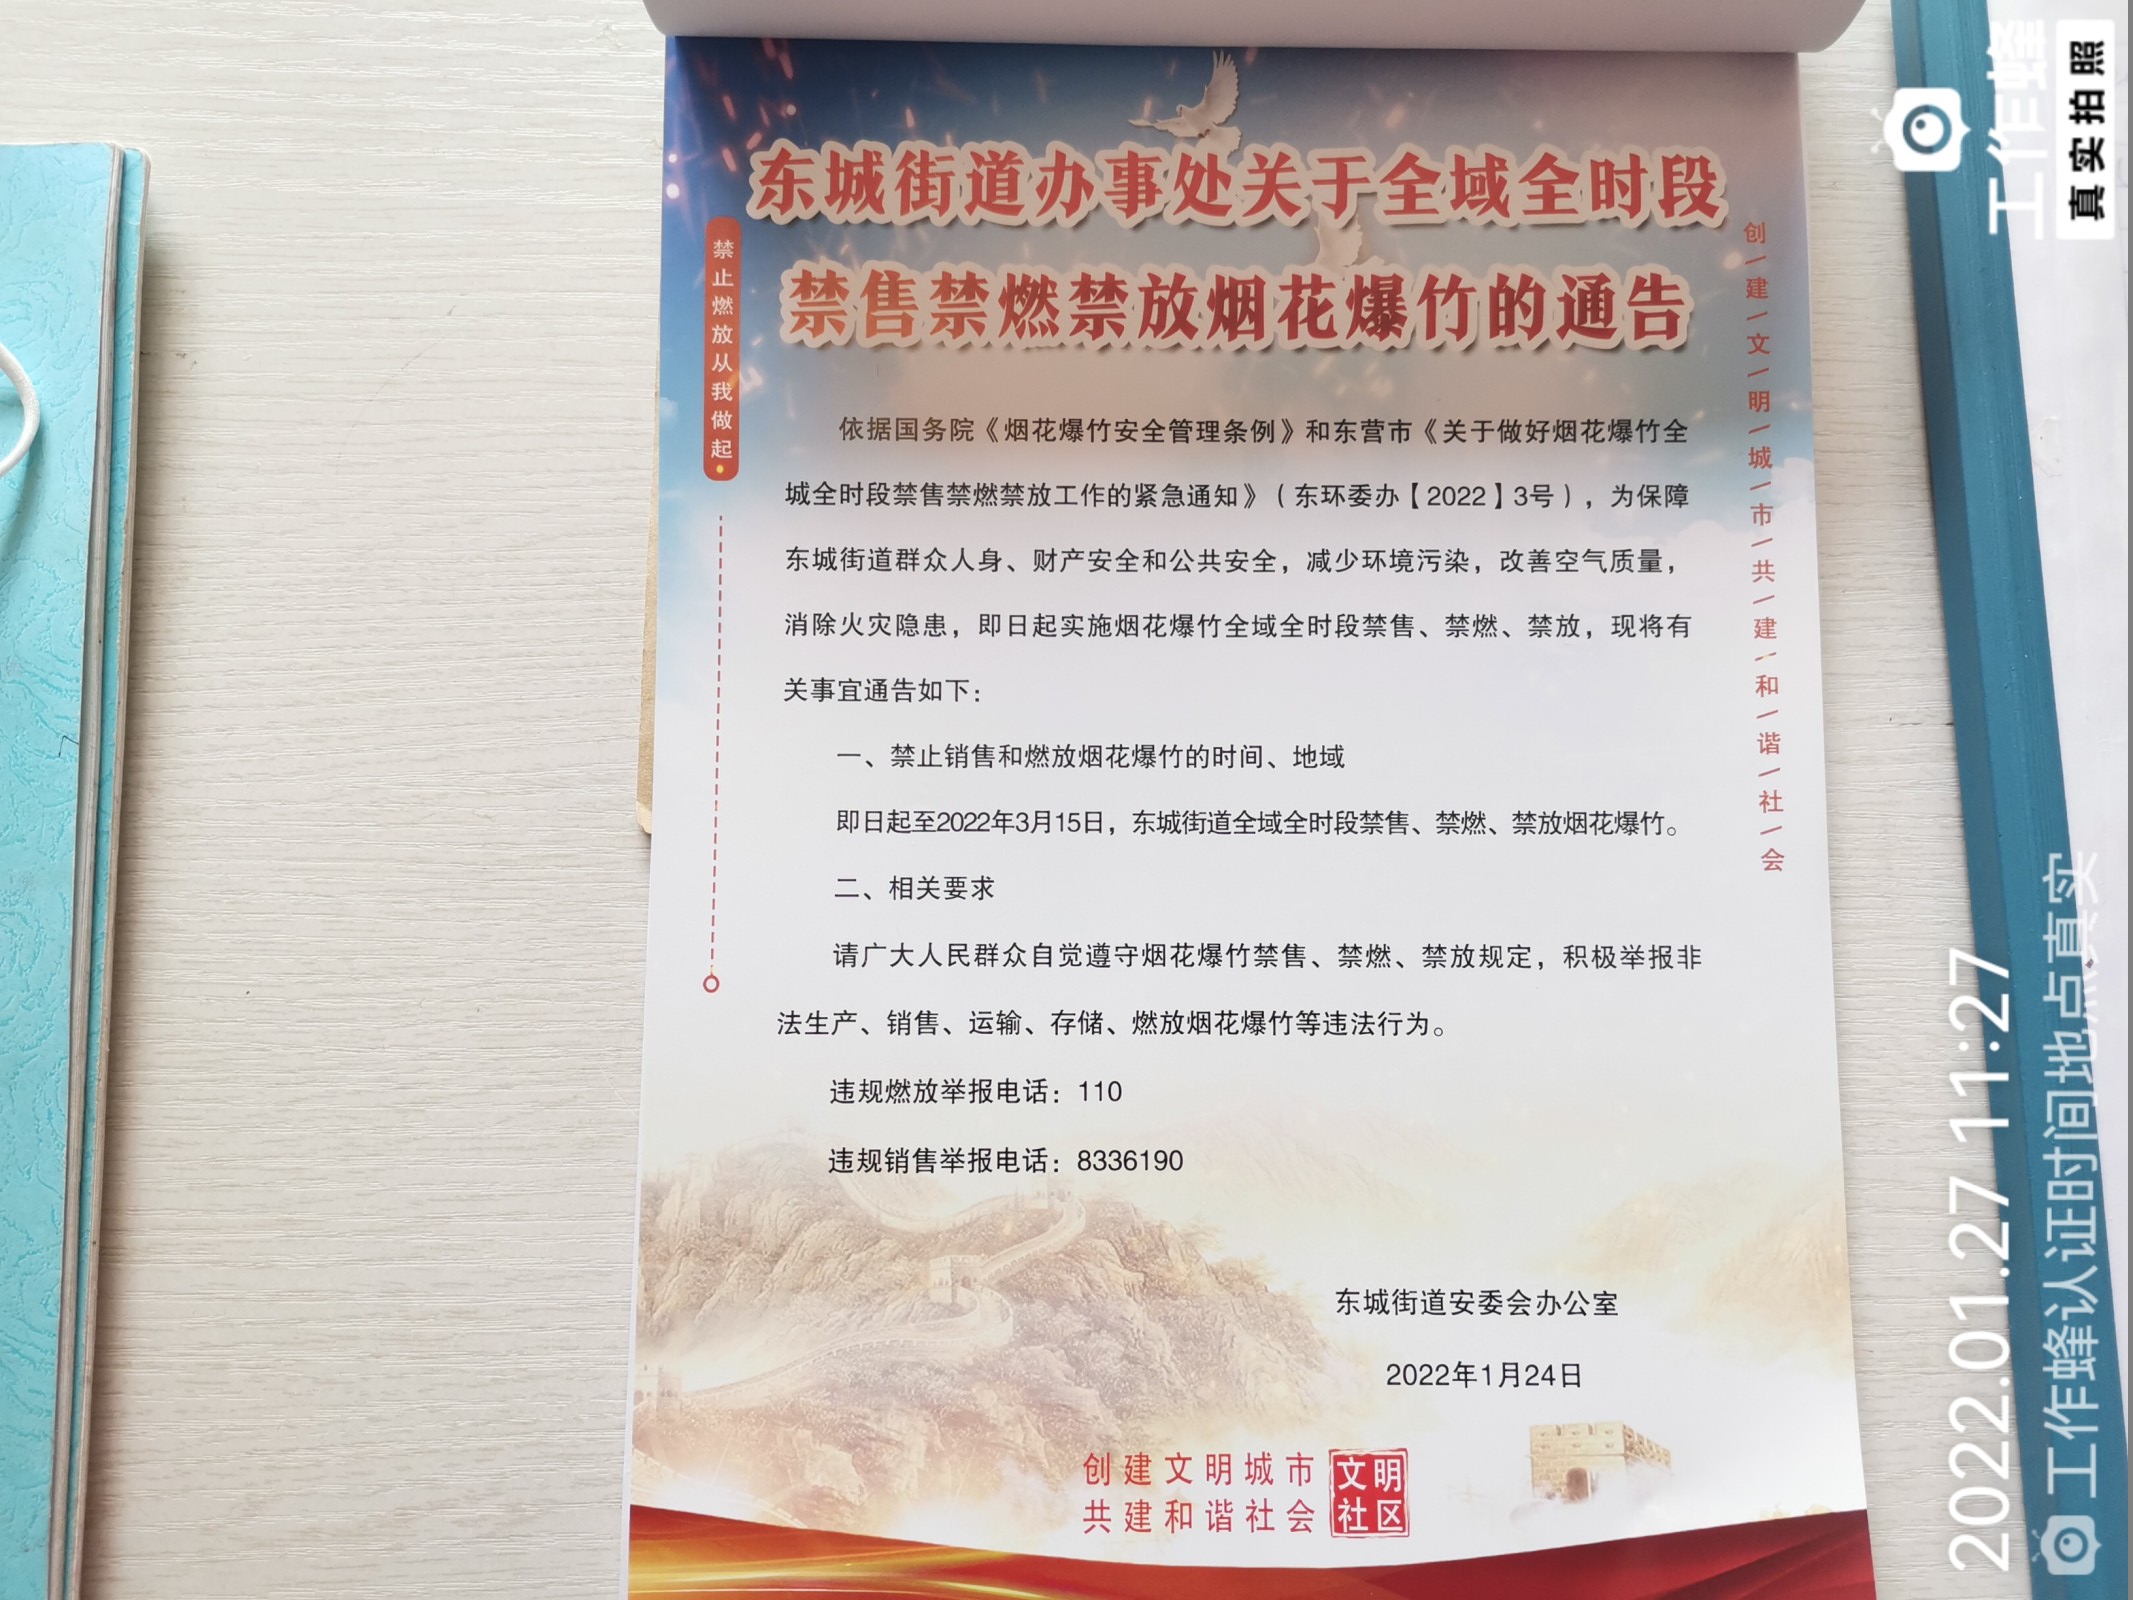 东城街道办事处关于全域全时段
禁售禁燃禁放烟花爆竹的通告
禁止燃放从我做起
创建文明城市共建和谐社会
依据国务院《烟花爆竹安全管理条例》和东营市《关于做好烟花爆竹全
城全时段禁售禁燃禁放工作的紧急通知》（东环委办【2022】3号），为保障
东城街道群众人身、财产安全和公共安全，减少环境污染，改善空气质量，
消除火灾隐患，即日起实施烟花爆竹全域全时段禁售、禁燃、禁放，现将有
关事宜通告如下：
一、禁止销售和燃放烟花爆竹的时间、地域
即日起至2022年3月15日，东城街道全域全时段禁售、禁燃、禁放烟花爆竹。
二、相关要求
请广大人民群众自觉遵守烟花爆竹禁售、禁燃、禁放规定，积极举报非
法生产、销售、运输、存储、燃放烟花爆竹等违法行为。
违规燃放举报电话：110
违规销售举报电话：8336190
东城街道安委会办公室
2022年1月24日
创建文明城市
共建和谐社会
文明
社区
工作蜂
真实拍照
2022.01.27 11:27
工作蜂认证时间地点真实